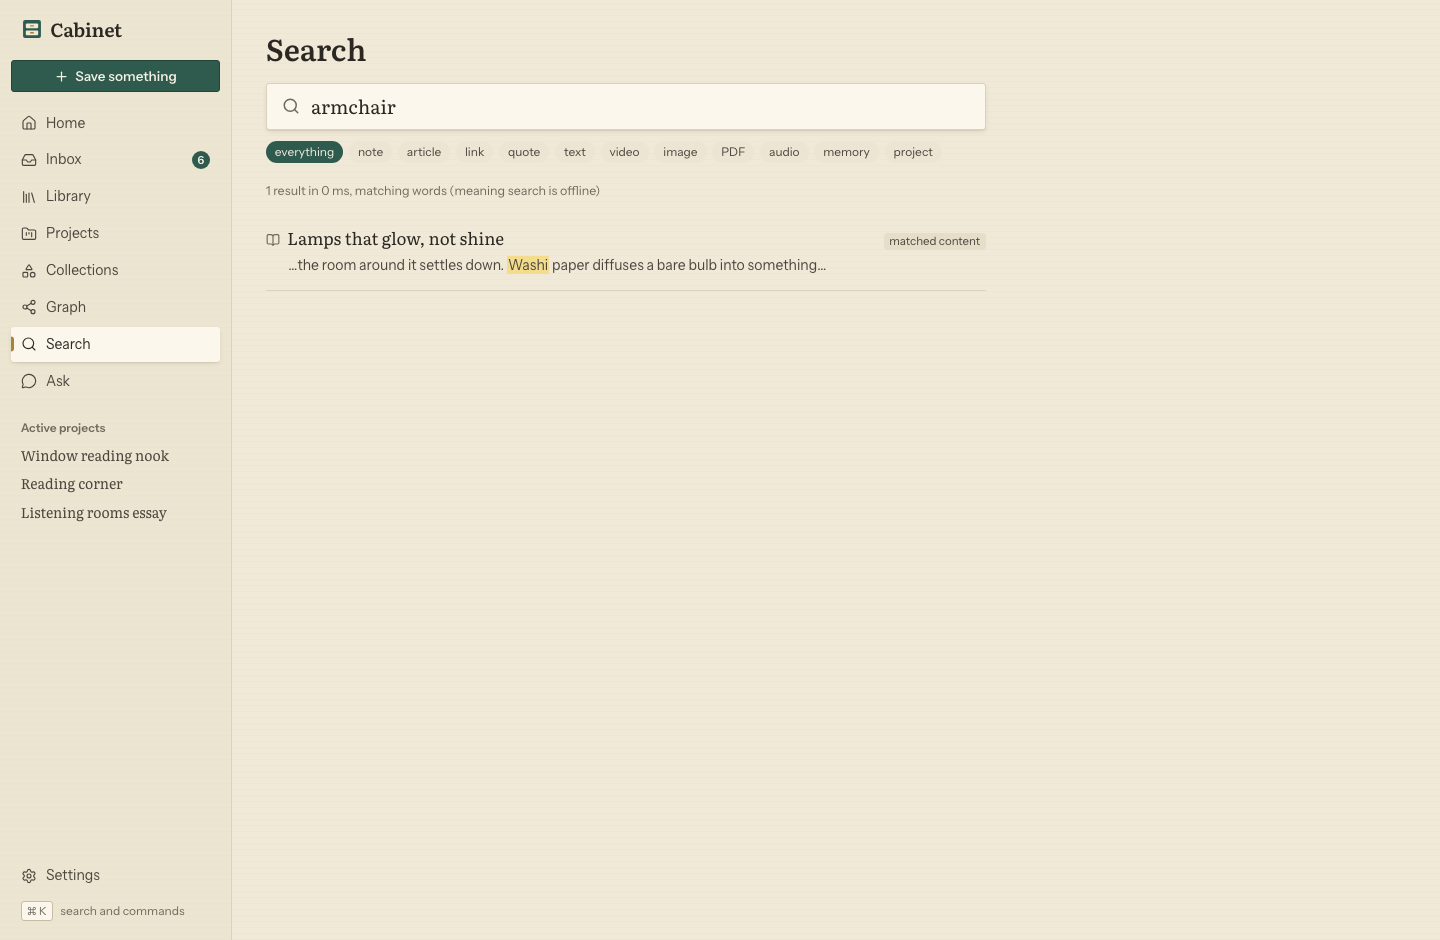 Cabinet
Save something
Home
Inbox 6
Library
Projects
Collections
Graph
Search
Ask
Active projects
Window reading nook
Reading corner
Listening rooms essay
Settings
⌘ K search and commands
Search
armchair
everything note article link quote text video image PDF audio memory project
1 result in 0 ms, matching words (meaning search is offline)
Lamps that glow, not shine matched content
...the room around it settles down. Washi paper diffuses a bare bulb into something...